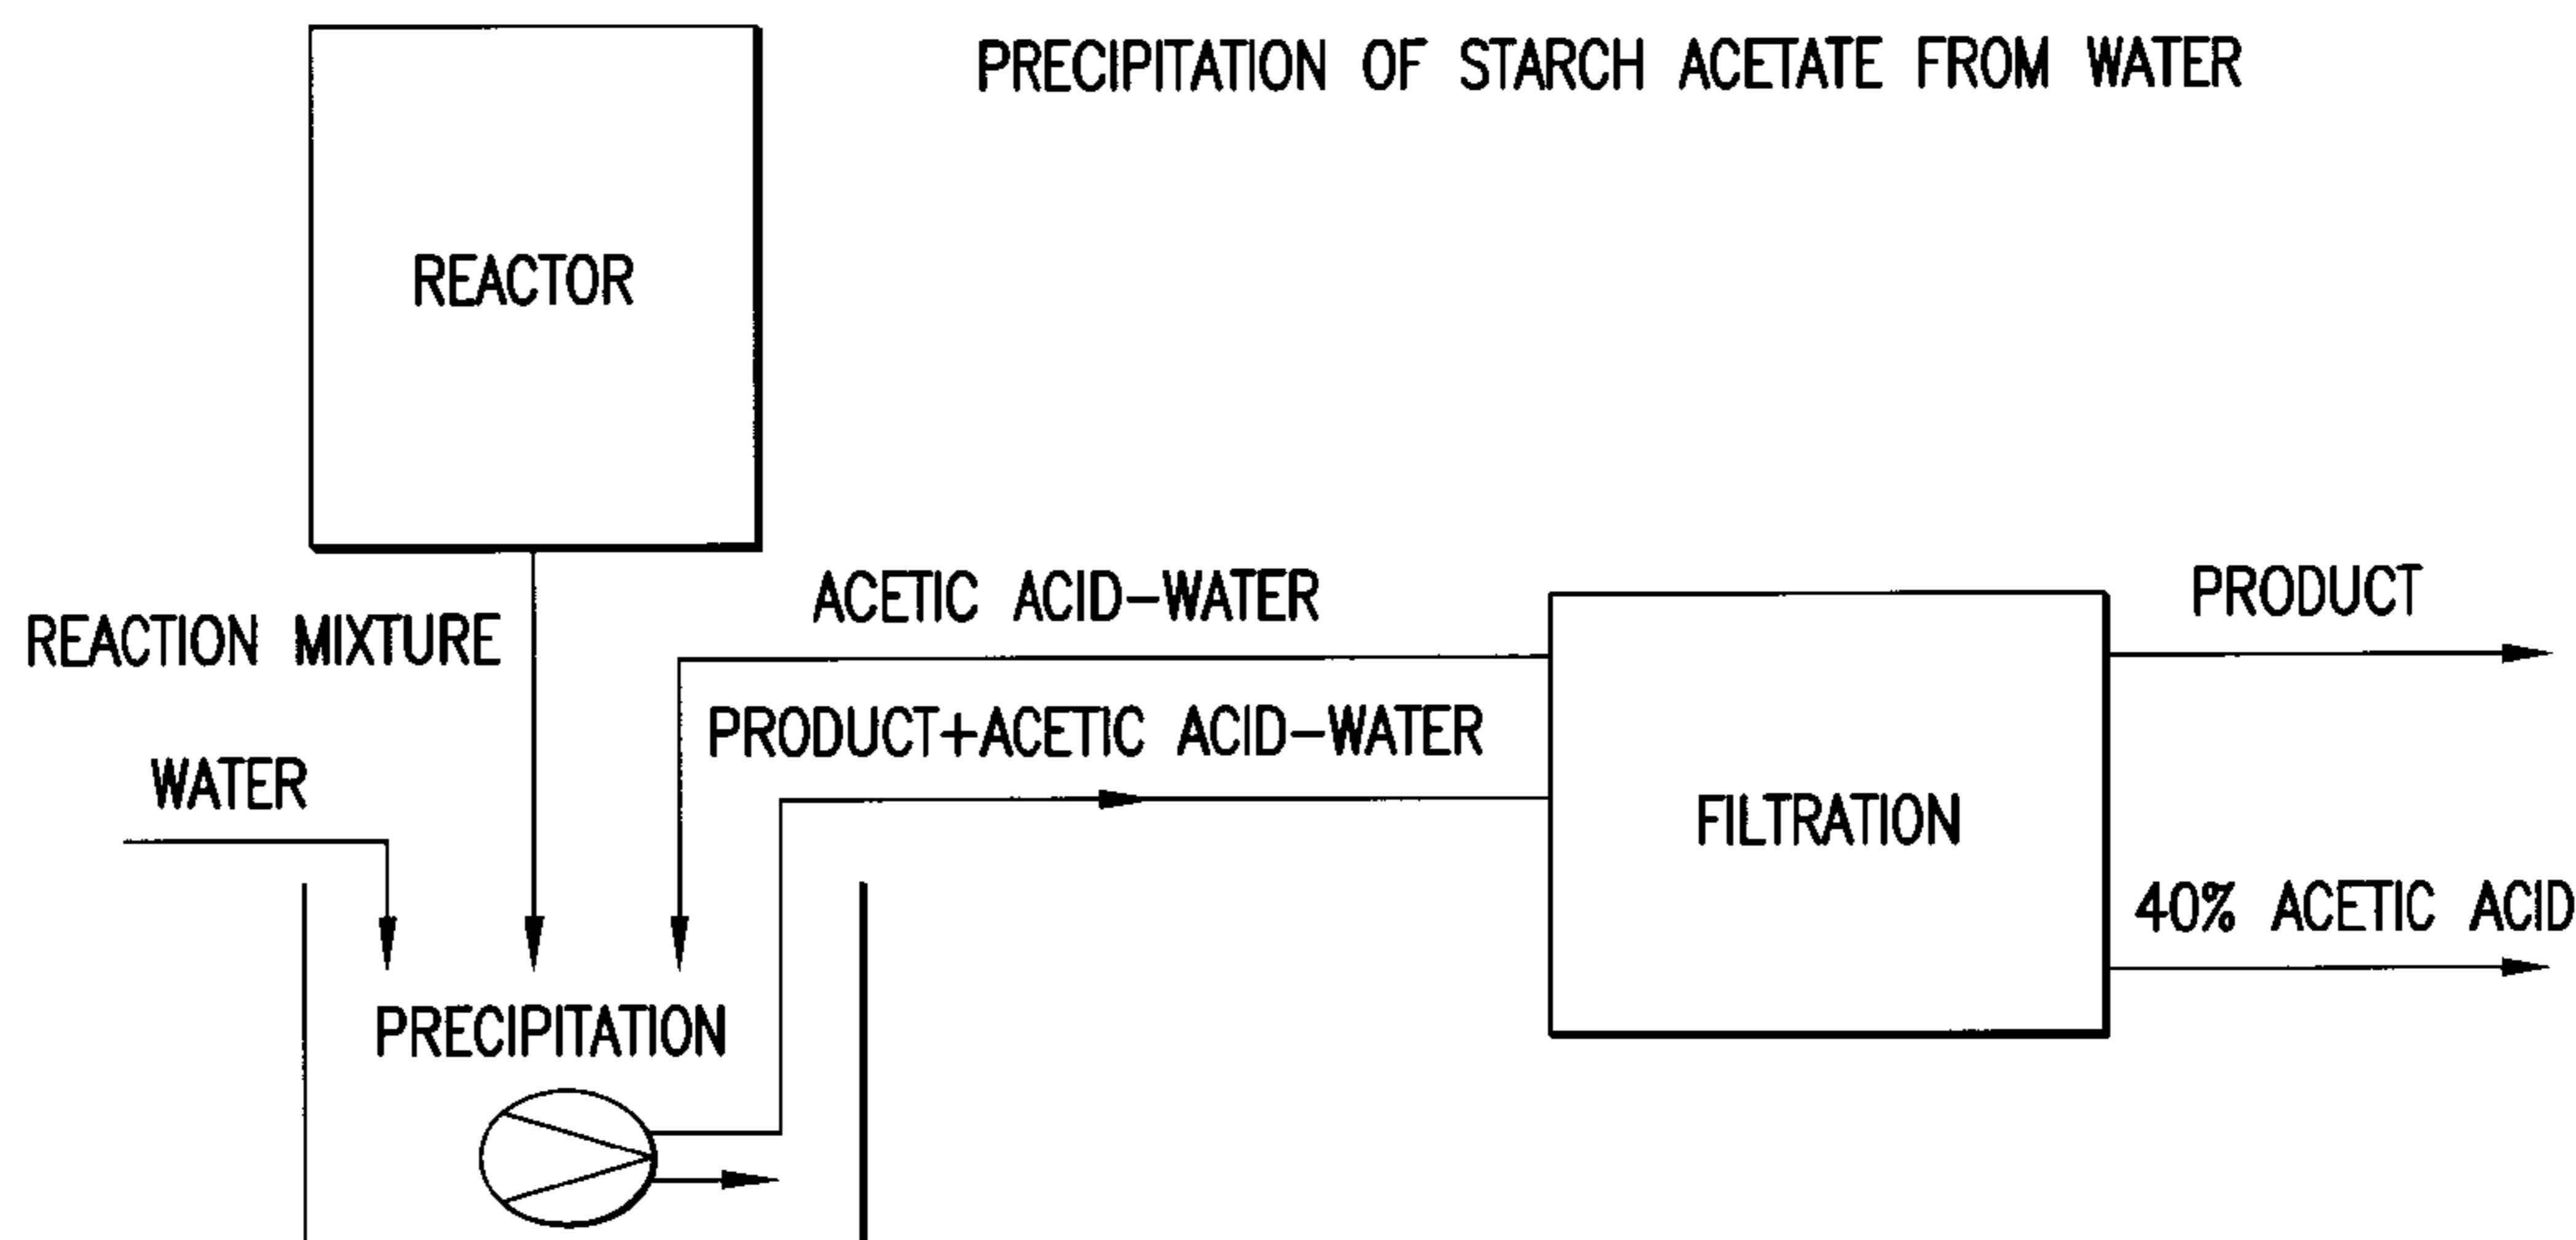 PRECIPITATION OF STARCH ACETATE FROM WATER
REACTOR
REACTION MIXTURE
ACETIC ACID-WATER
PRODUCT
PRODUCT+ACETIC ACID-WATER
WATER
FILTRATION
40% ACETIC ACID
PRECIPITATION